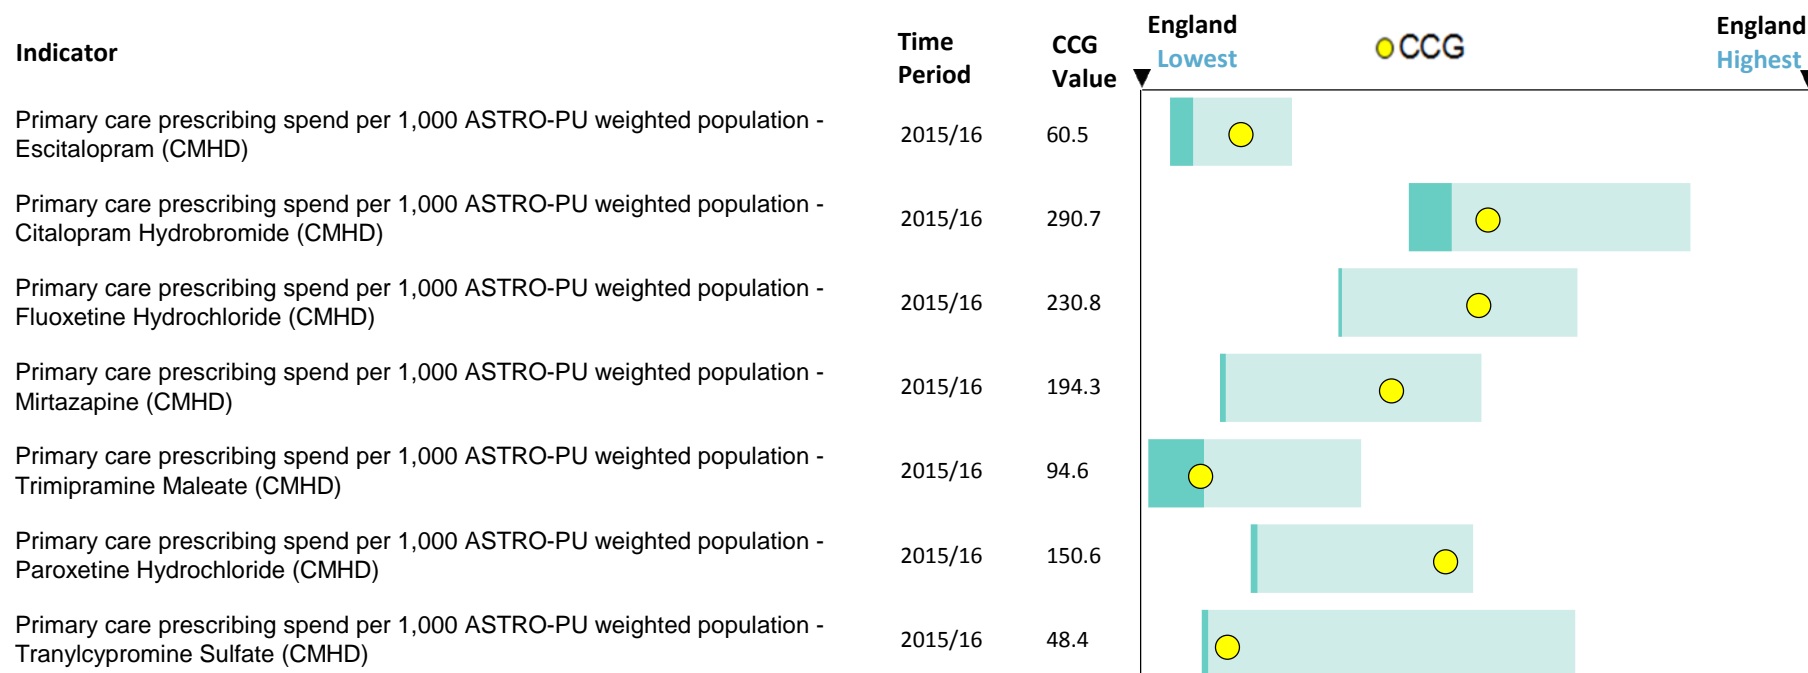 Indicator
Time
Period
CCG
Value
England
Lowest
CCG
England
Highest
Primary care prescribing spend per 1,000 ASTRO-PU weighted population -
Escitalopram (CMHD)
2015/16
60.5
Primary care prescribing spend per 1,000 ASTRO-PU weighted population -
Citalopram Hydrobromide (CMHD)
2015/16
290.7
Primary care prescribing spend per 1,000 ASTRO-PU weighted population -
Fluoxetine Hydrochloride (CMHD)
2015/16
230.8
Primary care prescribing spend per 1,000 ASTRO-PU weighted population -
Mirtazapine (CMHD)
2015/16
194.3
Primary care prescribing spend per 1,000 ASTRO-PU weighted population -
Trimipramine Maleate (CMHD)
2015/16
94.6
Primary care prescribing spend per 1,000 ASTRO-PU weighted population -
Paroxetine Hydrochloride (CMHD)
2015/16
150.6
Primary care prescribing spend per 1,000 ASTRO-PU weighted population -
Tranylcypromine Sulfate (CMHD)
2015/16
48.4